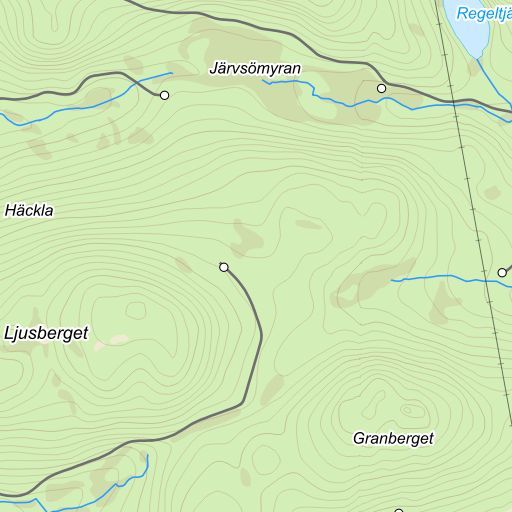 Regeltjä
Järvsömyran
Häckla
Ljusberget
Granberget